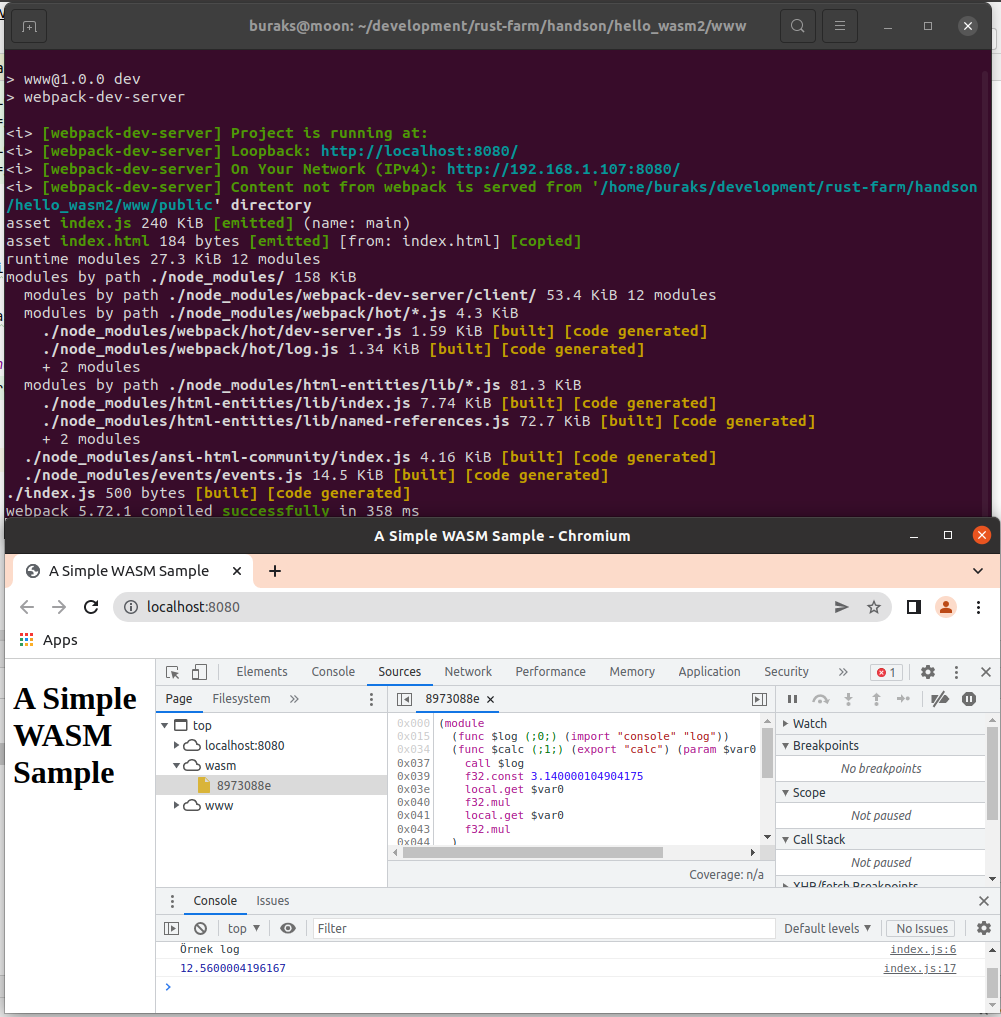 buraks@moon: ~/development/rust-farm/handson/hello_wasm2/www
> www@1.0.0 dev
> webpack-dev-server
<i> [webpack-dev-server] Project is running at:
<i> [webpack-dev-server] Loopback: http://localhost:8080/
<i> [webpack-dev-server] On Your Network (IPv4): http://192.168.1.107:8080/
<i> [webpack-dev-server] Content not from webpack is served from '/home/buraks/development/rust-farm/handson
/hello_wasm2/www/public' directory
asset index.js 240 KiB [emitted] (name: main)
asset index.html 184 bytes [emitted] [from: index.html] [copied]
runtime modules 27.3 KiB 12 modules
modules by path ./node_modules/ 158 KiB
  modules by path ./node_modules/webpack-dev-server/client/ 53.4 KiB 12 modules
  modules by path ./node_modules/webpack/hot/*.js 4.3 KiB
    ./node_modules/webpack/hot/dev-server.js 1.59 KiB [built] [code generated]
    ./node_modules/webpack/hot/log.js 1.34 KiB [built] [code generated]
    + 2 modules
  modules by path ./node_modules/html-entities/lib/*.js 81.3 KiB
    ./node_modules/html-entities/lib/index.js 7.74 KiB [built] [code generated]
    ./node_modules/html-entities/lib/named-references.js 72.7 KiB [built] [code generated]
    + 2 modules
  ./node_modules/ansi-html-community/index.js 4.16 KiB [built] [code generated]
  ./node_modules/events/events.js 14.5 KiB [built] [code generated]
./index.js 500 bytes [built] [code generated]
webpack 5.72.1 compiled successfully in 358 ms
A Simple WASM Sample - Chromium
A Simple WASM Sample
localhost:8080
Apps
A Simple
WASM
Sample
Elements Console Sources Network Performance Memory Application Security 1
Page Filesystem
top
localhost:8080
wasm
8973088e
www
8973088e
0x000 (module
0x015 (func $log (;0;) (import "console" "log"))
0x034 (func $calc (;1;) (export "calc") (param $var0
0x037 call $log
0x039 f32.const 3.140000104904175
0x03e local.get $var0
0x040 f32.mul
0x041 local.get $var0
0x043 f32.mul
0x044 )
Coverage: n/a
Watch
Breakpoints
No breakpoints
Scope
Not paused
Call Stack
Not paused
XHR/fetch Breakpoints
Console Issues
top Filter Default levels No Issues
Örnek log index.js:6
12.5600004196167 index.js:17
>